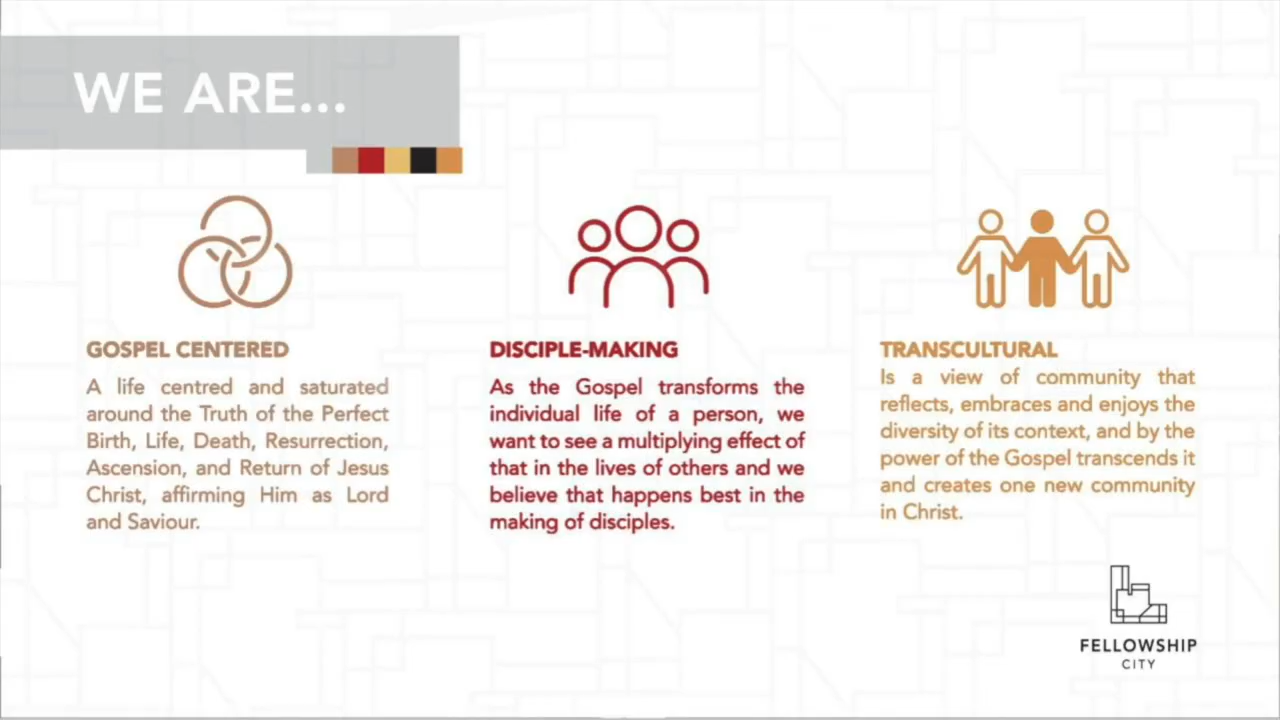 WE ARE...
GOSPEL CENTERED
A life centred and saturated
around the Truth of the Perfect
Birth, Life, Death, Resurrection,
Ascension, and Return of Jesus
Christ, affirming Him as Lord
and Saviour.
DISCIPLE-MAKING
As the Gospel transforms the
individual life of a person, we
want to see a multiplying effect of
that in the lives of others and we
believe that happens best in the
making of disciples.
TRANSCULTURAL
Is a view of community that
reflects, embraces and enjoys the
diversity of its context, and by the
power of the Gospel transcends it
and creates one new community
in Christ.
FELLOWSHIP
CITY